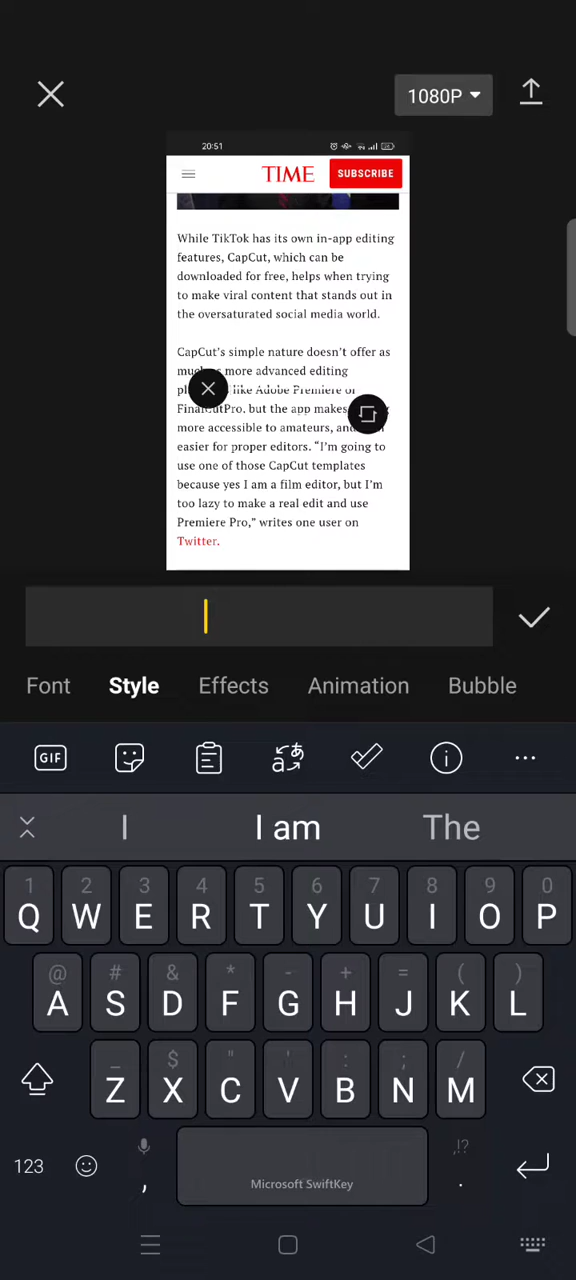 1080P
20:51
TIME
SUBSCRIBE
While TikTok has its own in-app editing
features, CapCut, which can be
downloaded for free, helps when trying
to make viral content that stands out in
the oversaturated social media world.
CapCut's simple nature doesn't offer as
more advanced editing
like Adobe Premiere or
FinalCutPro. but the app makes
more accessible to amateurs, and
easier for proper editors. "I'm going to
use one of those CapCut templates
because yes I am a film editor, but I'm
too lazy to make a real edit and use
Premiere Pro," writes one user on
Twitter.
Font Style Effects Animation Bubble
GIF
I I am The
1 2 3 4 5 6 7 8 9 0
Q W E R T Y U I O P
@ # & * - + = ( )
A S D F G H J K L
_ $ " ' : ; /
Z X C V B N M
123 , Microsoft SwiftKey ,!? .